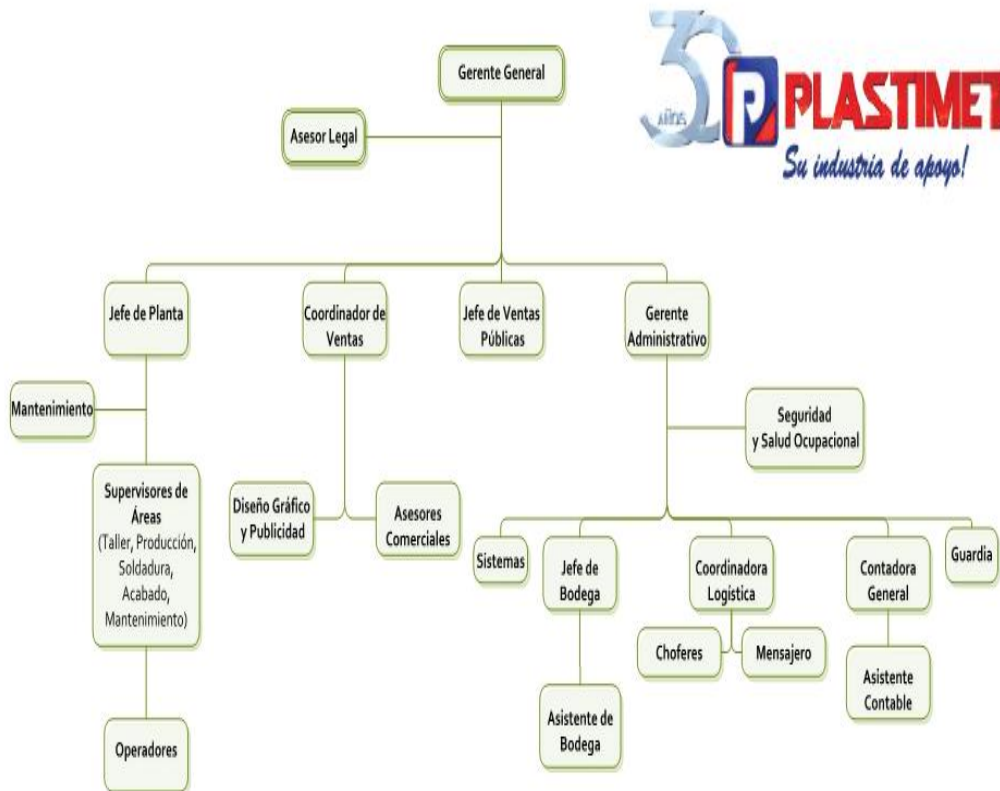 Gerente General
30
AÑOS
P
PLASTIMET
Su industria de apoyo!
Asesor Legal
Jefe de Planta
Coordinador de
Ventas
Jefe de Ventas
Públicas
Gerente
Administrativo
Mantenimiento
Seguridad
y Salud Ocupacional
Supervisores de
Áreas
(Taller, Producción,
Soldadura,
Acabado,
Mantenimiento)
Diseño Gráfico
y Publicidad
Asesores
Comerciales
Sistemas
Jefe de
Bodega
Coordinadora
Logística
Contadora
General
Guardia
Choferes
Mensajero
Asistente
Contable
Operadores
Asistente de
Bodega